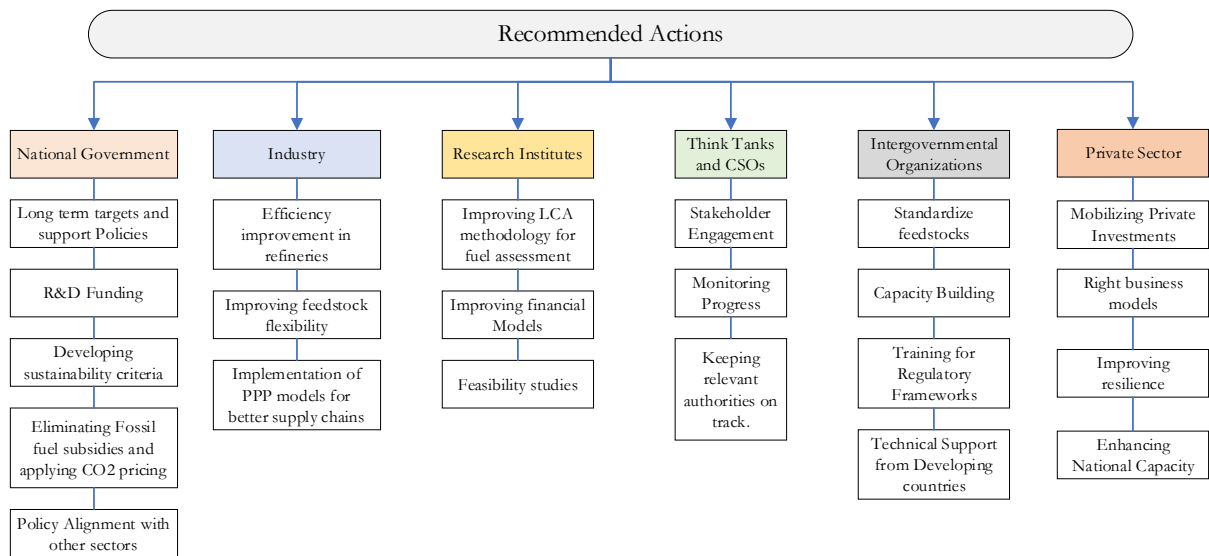 Recommended Actions
National Government
Long term targets and
support Policies
R&D Funding
Developing
sustainability criteria
Eliminating Fossil
fuel subsidies and
applying CO2 pricing
Policy Alignment with
other sectors
Industry
Efficiency
improvement in
refineries
Improving feedstock
flexibility
Implementation of
PPP models for
better supply chains
Research Institutes
Improving LCA
methodology for
fuel assessment
Improving financial
Models
Feasibility studies
Think Tanks
and CSOs
Stakeholder
Engagement
Monitoring
Progress
Keeping
relevant
authorities on
track.
Intergovernmental
Organizations
Standardize
feedstocks
Capacity Building
Training for
Regulatory
Frameworks
Technical Support
from Developing
countries
Private Sector
Mobilizing Private
Investments
Right business
models
Improving
resilience
Enhancing
National Capacity